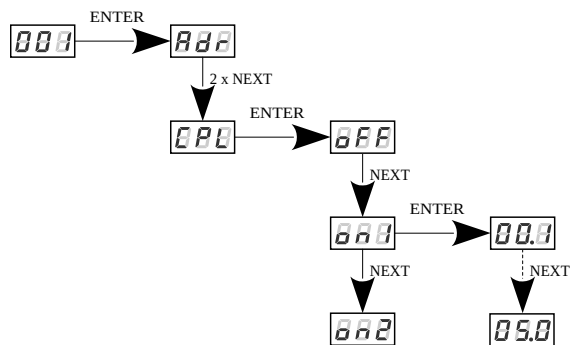 ENTER
001 Adr
2 x NEXT
ENTER
CPL oFF
NEXT
ENTER
on1 00.1
NEXT NEXT
on2 05.0